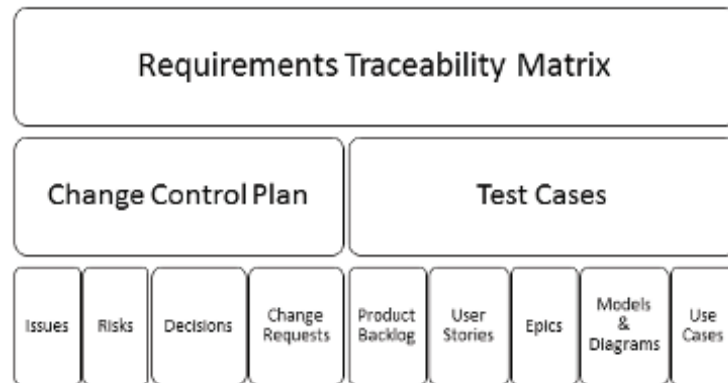 Requirements Traceability Matrix
Change Control Plan
Test Cases
Issues
Risks
Decisions
Change
Requests
Product
Backlog
User
Stories
Epics
Models
&
Diagrams
Use
Cases